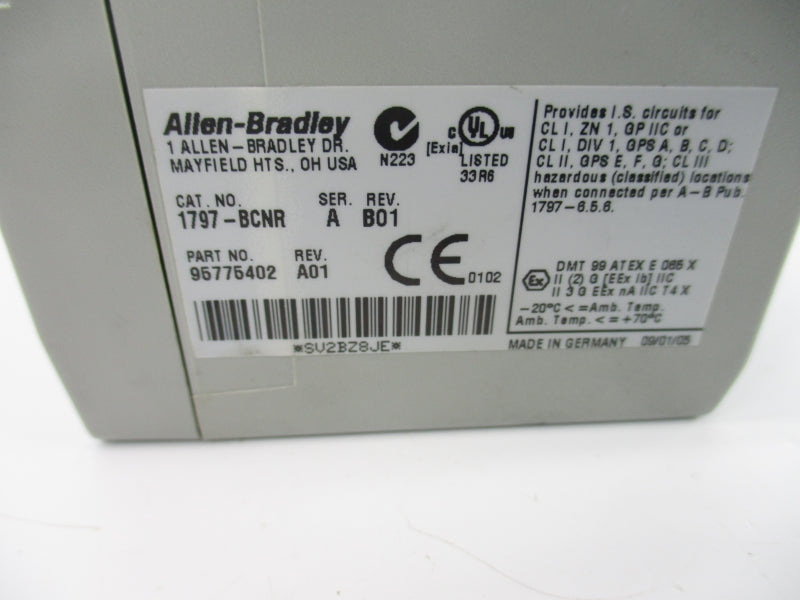 Allen-Bradley
1 ALLEN-BRADLEY DR.
MAYFIELD HTS., OH USA
N223
[Exia]
C UL US
LISTED
33R6
CAT. NO. SER. REV.
1797-BCNR A B01
PART NO. REV.
95775402 A01
CE 0102
*SV2BZ8JE*
Provides I.S. circuits for
CL I, ZN 1, GP IIC or
CL I, DIV 1, GPS A, B, C, D;
CL II, GPS E, F, G; CL III
hazardous (classified) locations
when connected per A-B Pub.
1797-6.5.6.
Ex
DMT 99 ATEX E 065 X
II (2) G [EEx ib] IIC
II 3 G EEx nA IIC T4 X
-20°C <=Amb. Temp.
Amb. Temp. <= +70°C
MADE IN GERMANY 09/01/05